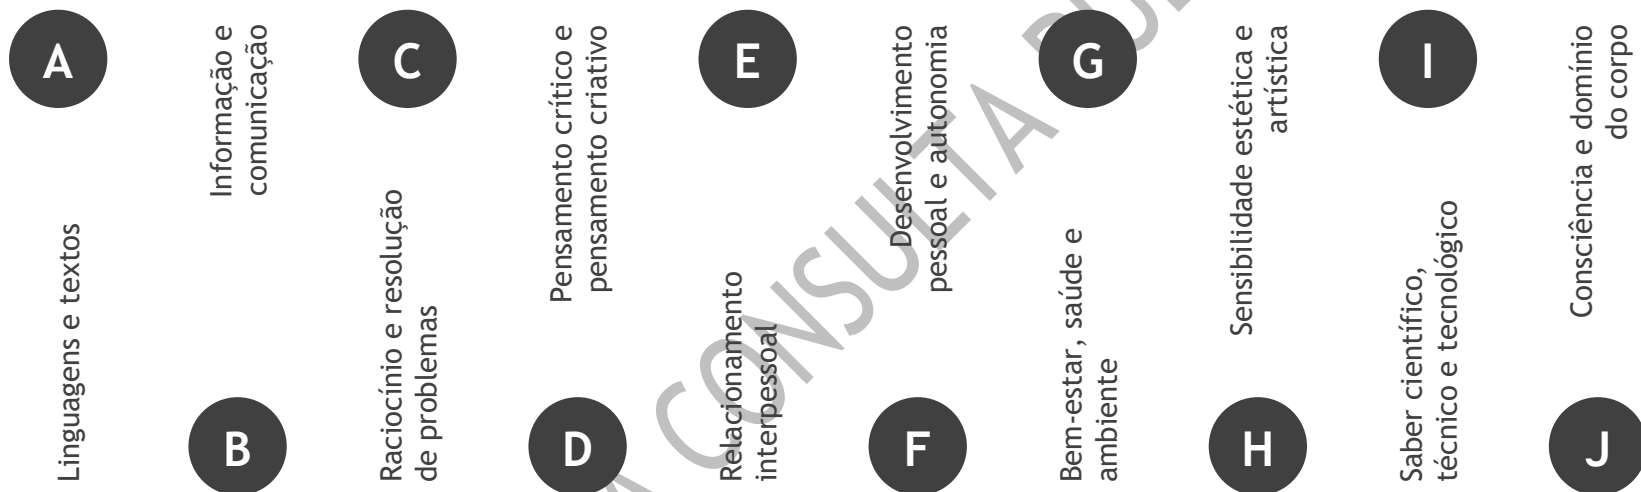 A
Linguagens e textos
Informação e
comunicação
B
C
Raciocínio e resolução
de problemas
Pensamento crítico e
pensamento criativo
D
E
Relacionamento
interpessoal
Desenvolvimento
pessoal e autonomia
F
G
Bem-estar, saúde e
ambiente
Sensibilidade estética e
artística
H
I
Saber científico,
técnico e tecnológico
Consciência e domínio
do corpo
J
A CONSULTA